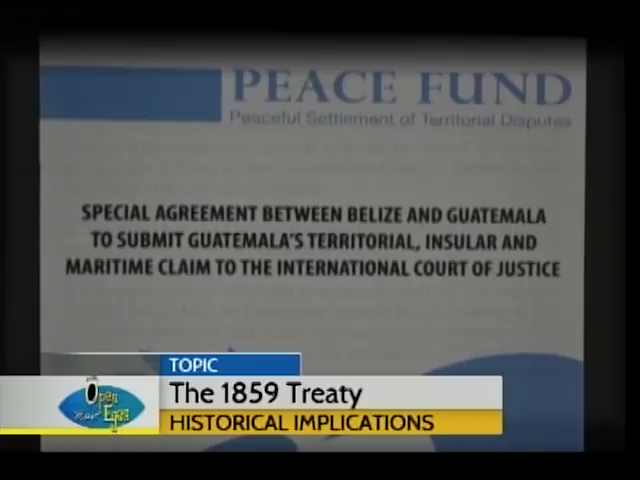 PEACE FUND
Peaceful Settlement of Territorial Disputes
SPECIAL AGREEMENT BETWEEN BELIZE AND GUATEMALA
TO SUBMIT GUATEMALA'S TERRITORIAL, INSULAR AND
MARITIME CLAIM TO THE INTERNATIONAL COURT OF JUSTICE
TOPIC
The 1859 Treaty
HISTORICAL IMPLICATIONS
Open
Your
Eyes